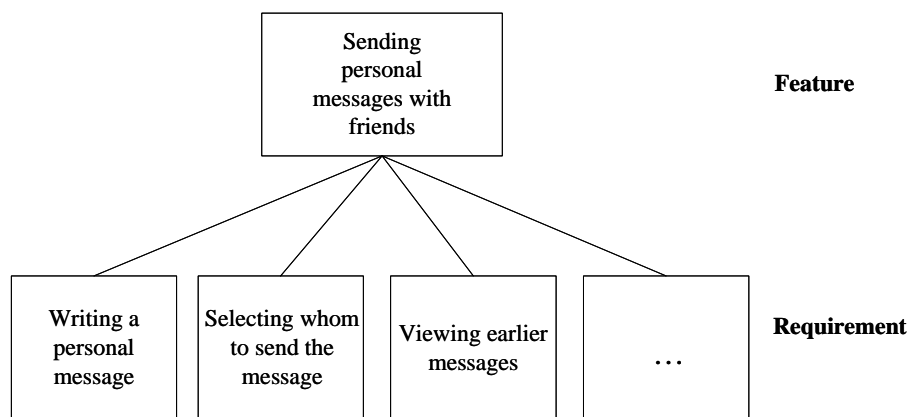 Sending
personal
messages with
friends
Feature
Writing a
personal
message
Selecting whom
to send the
message
Viewing earlier
messages
...
Requirement